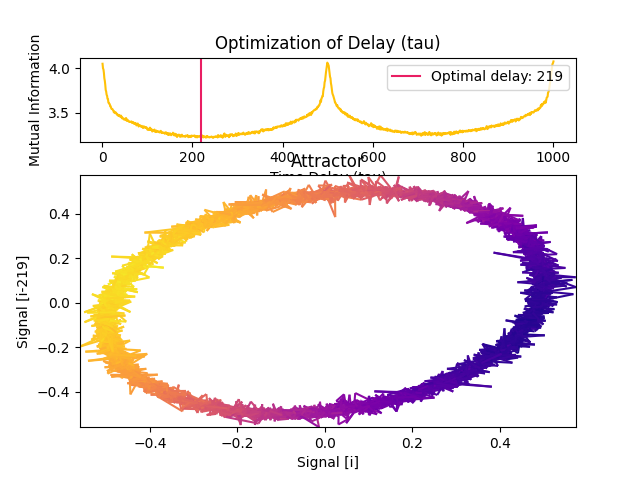 Optimization of Delay (tau)
Mutual Information
4.0
3.5
Optimal delay: 219
0 200 400 600 800 1000
Time Delay (tau)
Attractor
Signal [i-219]
0.4
0.2
0.0
−0.2
−0.4
−0.4 −0.2 0.0 0.2 0.4
Signal [i]